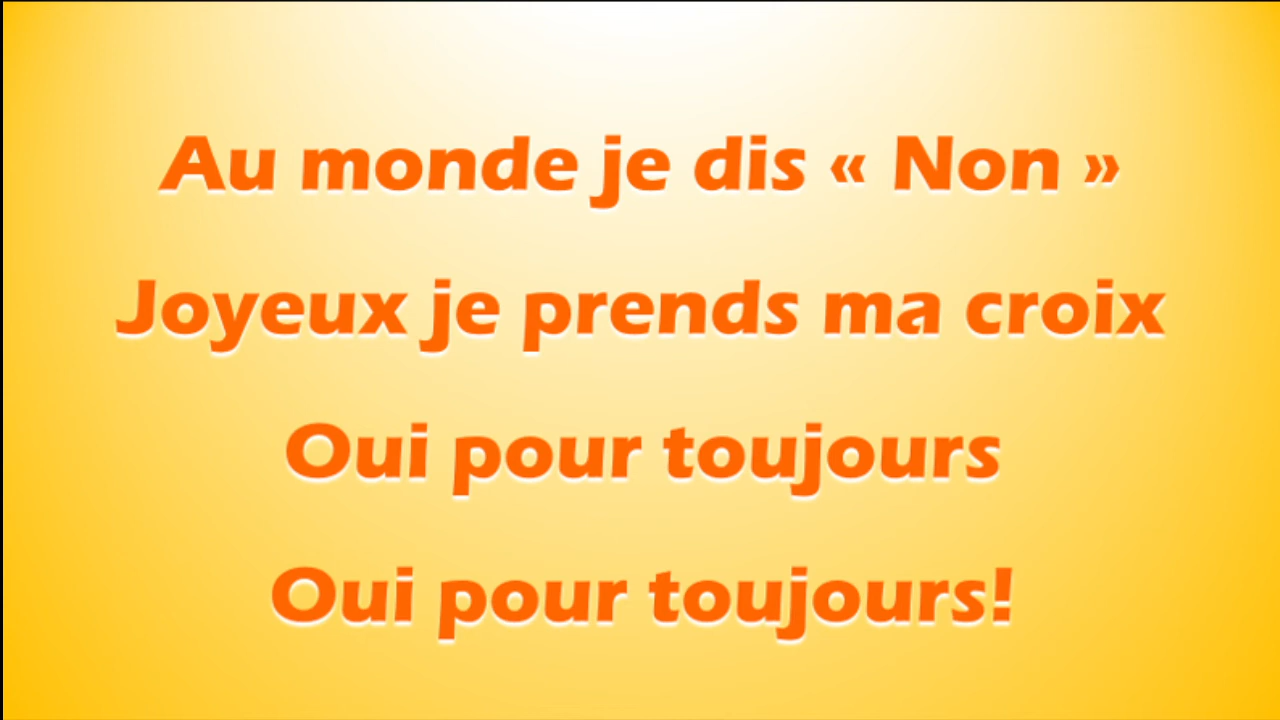 Au monde je dis « Non »
Joyeux je prends ma croix
Oui pour toujours
Oui pour toujours!